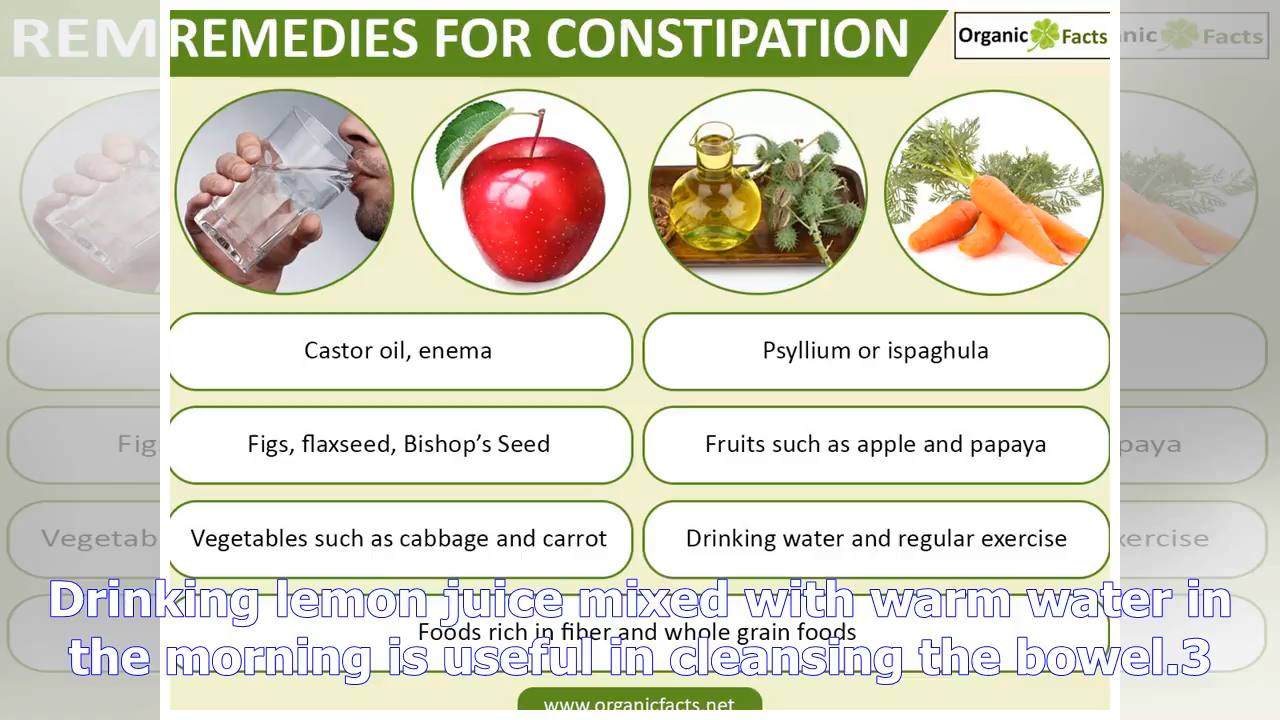 REMEDIES FOR CONSTIPATION
Organic Facts
Castor oil, enema
Psyllium or ispaghula
Figs, flaxseed, Bishop's Seed
Fruits such as apple and papaya
Vegetables such as cabbage and carrot
Drinking water and regular exercise
Foods rich in fiber and whole grain foods
Drinking lemon juice mixed with warm water in
the morning is useful in cleansing the bowel.3
www.organicfacts.net